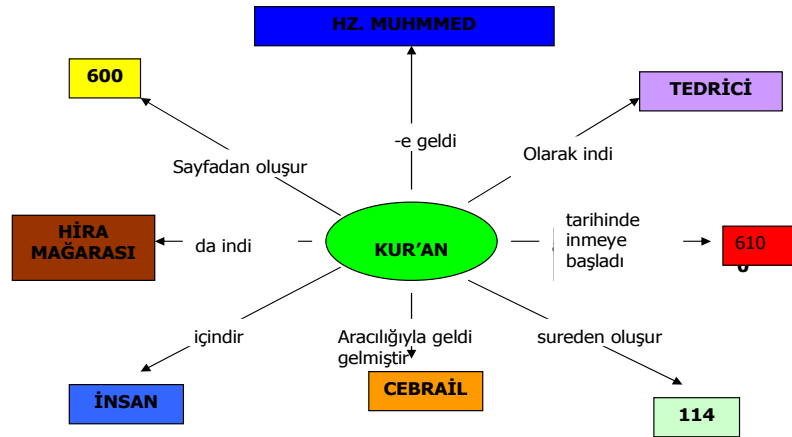 HZ. MUHMMED
600
TEDRİCİ
-e geldi
Olarak indi
Sayfadan oluşur
HİRA
MAĞARASI
da indi
KUR’AN
tarihinde
inmeye
başladı
610
içindir
Aracılığıyla geldi
gelmiştir
sureden oluşur
İNSAN
CEBRAİL
114